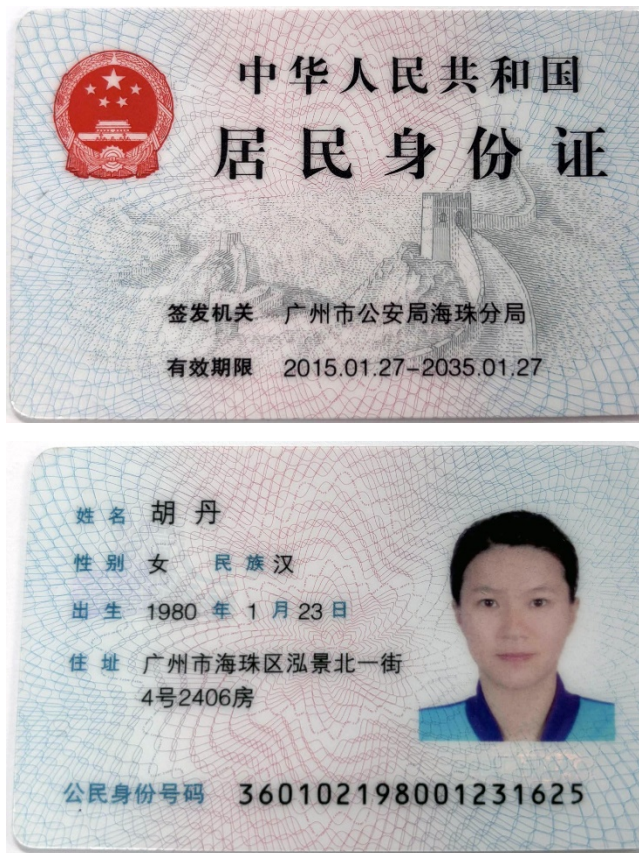 中华人民共和国
居民身份证
签发机关 广州市公安局海珠分局
有效期限 2015.01.27-2035.01.27
姓名 胡丹
性别 女 民族 汉
出生 1980 年 1 月 23 日
住址 广州市海珠区泓景北一街
4号2406房
公民身份号码 360102198001231625